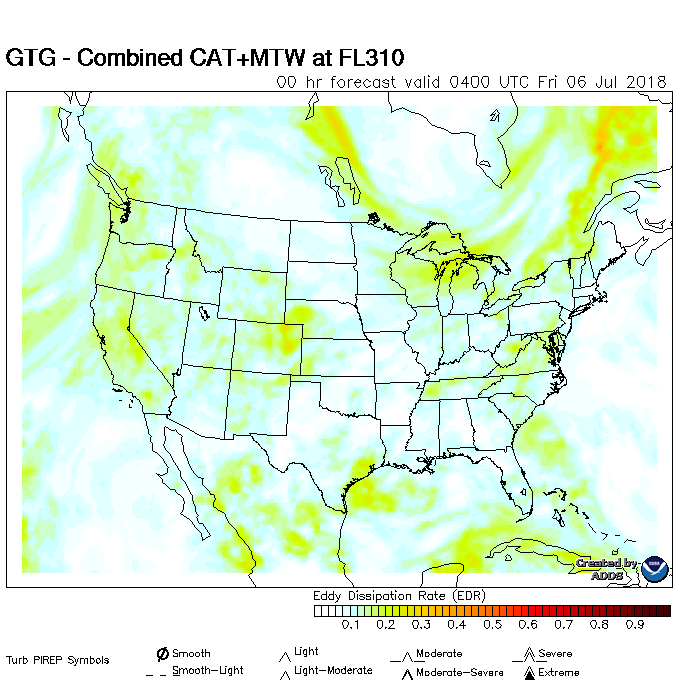 GTG - Combined CAT+MTW at FL310
00 hr forecast valid 0400 UTC Fri 06 Jul 2018
Created by
ADDS
Eddy Dissipation Rate (EDR)
0.1 0.2 0.3 0.4 0.5 0.6 0.7 0.8 0.9
Turb PIREP Symbols
Smooth Light Moderate Severe
Smooth-Light Light-Moderate Moderate-Severe Extreme